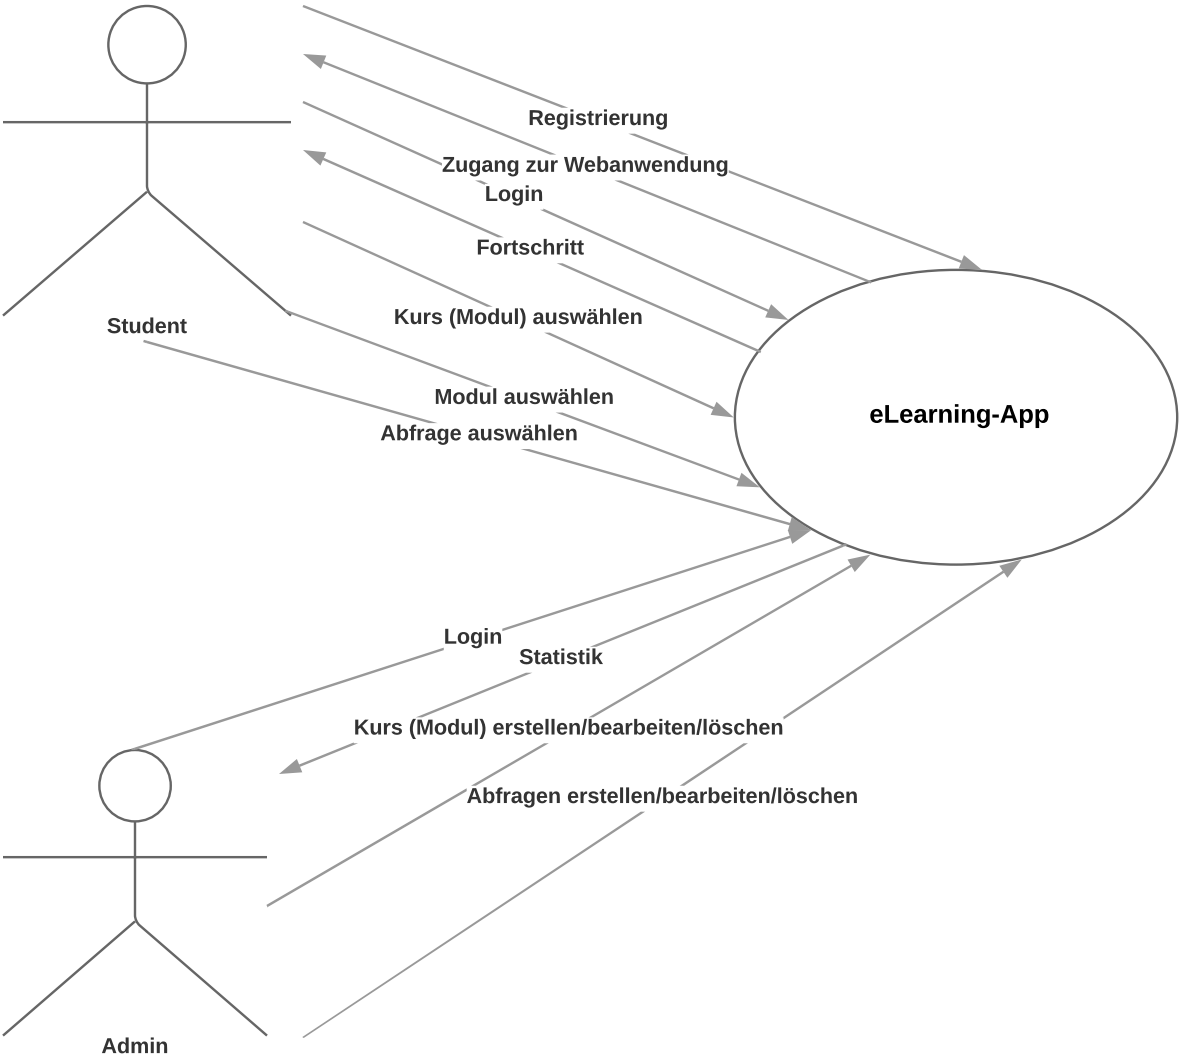 Registrierung
Zugang zur Webanwendung
Login
Fortschritt
Kurs (Modul) auswählen
Student
Modul auswählen
Abfrage auswählen
eLearning-App
Login
Statistik
Kurs (Modul) erstellen/bearbeiten/löschen
Abfragen erstellen/bearbeiten/löschen
Admin